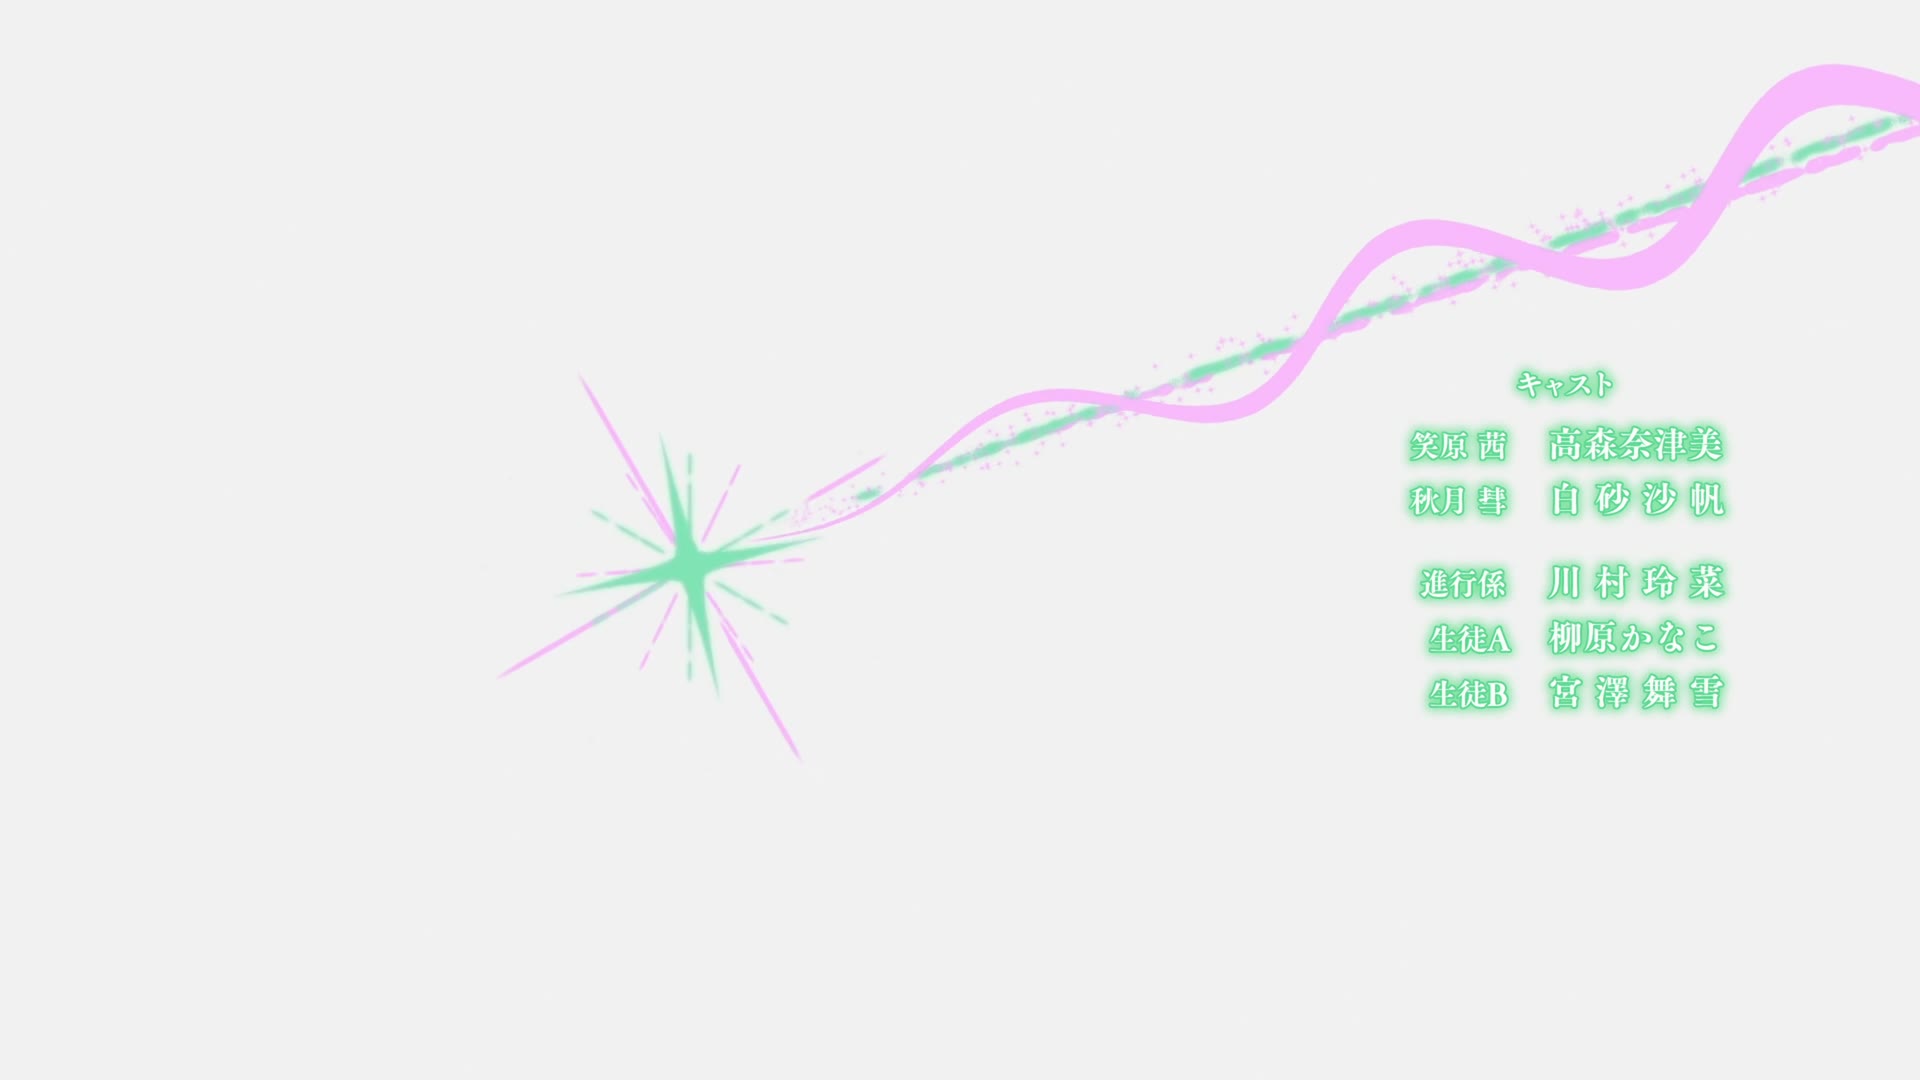 キャスト
笑原 茜 高森奈津美
秋月 彗 白砂沙帆
進行係 川村玲菜
生徒A 柳原かなこ
生徒B 宮澤舞雪